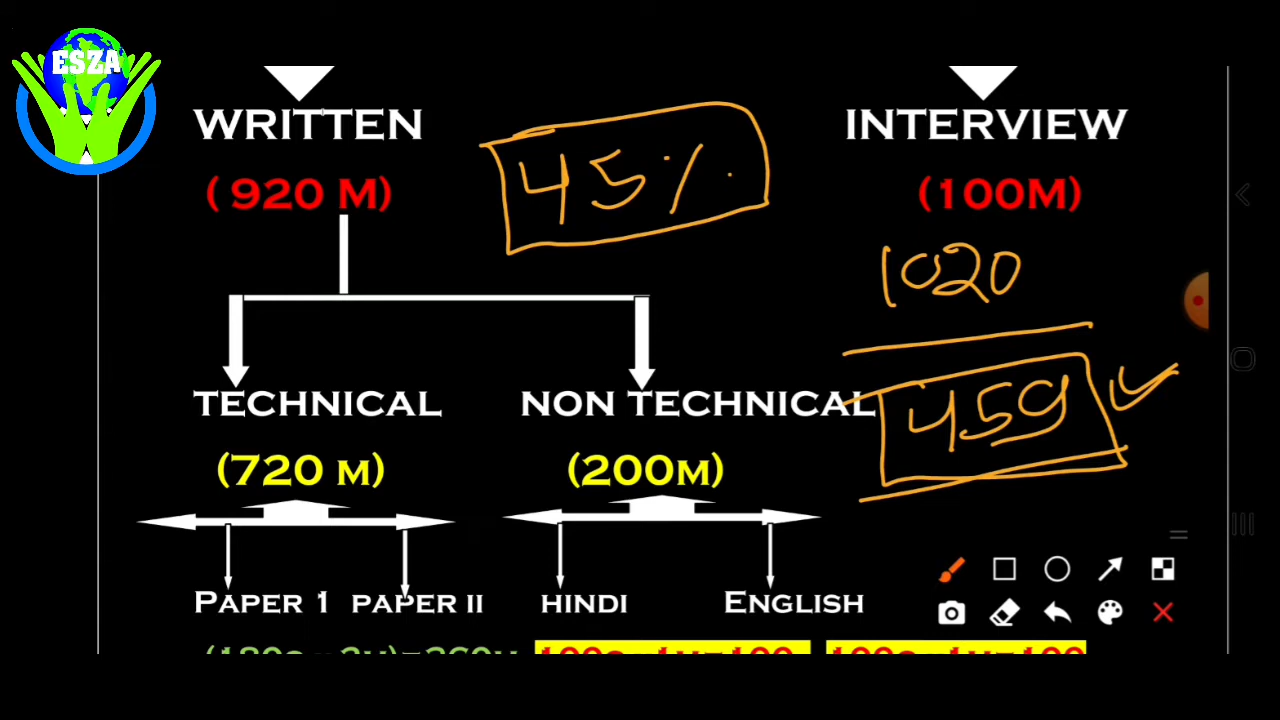 ESZA
WRITTEN
INTERVIEW
( 920 M)
45%
(100M)
1020
TECHNICAL
NON TECHNICAL
459
(720 M)
(200M)
PAPER 1
PAPER II
HINDI
ENGLISH